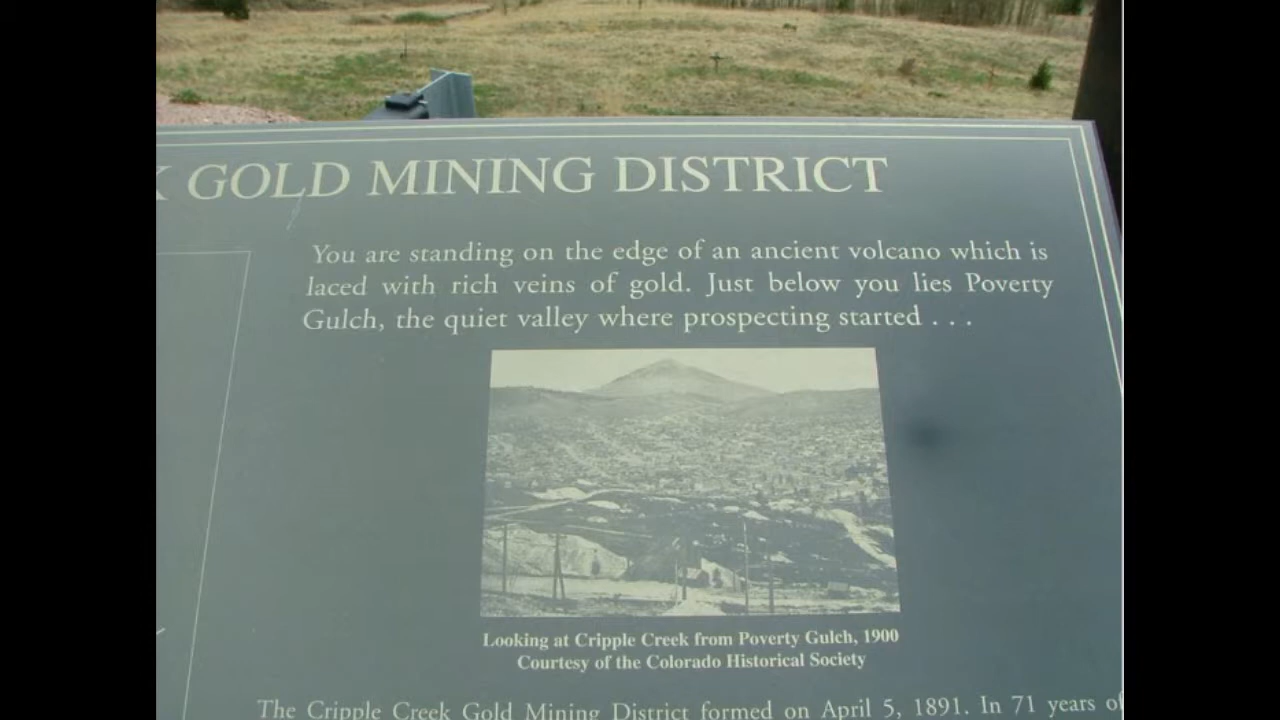 K GOLD MINING DISTRICT
You are standing on the edge of an ancient volcano which is
laced with rich veins of gold. Just below you lies Poverty
Gulch, the quiet valley where prospecting started . . .
Looking at Cripple Creek from Poverty Gulch, 1900
Courtesy of the Colorado Historical Society
The Cripple Creek Gold Mining District formed on April 5, 1891. In 71 years of